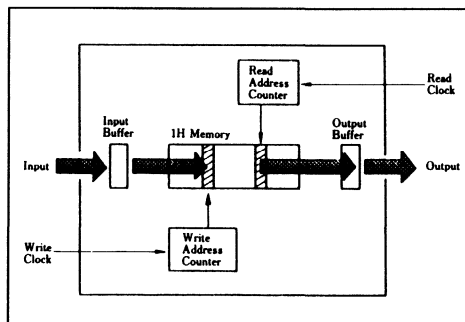 Read
Address
Counter
Read
Clock
Input
Buffer
1H Memory
Output
Buffer
Input
Output
Write
Clock
Write
Address
Counter